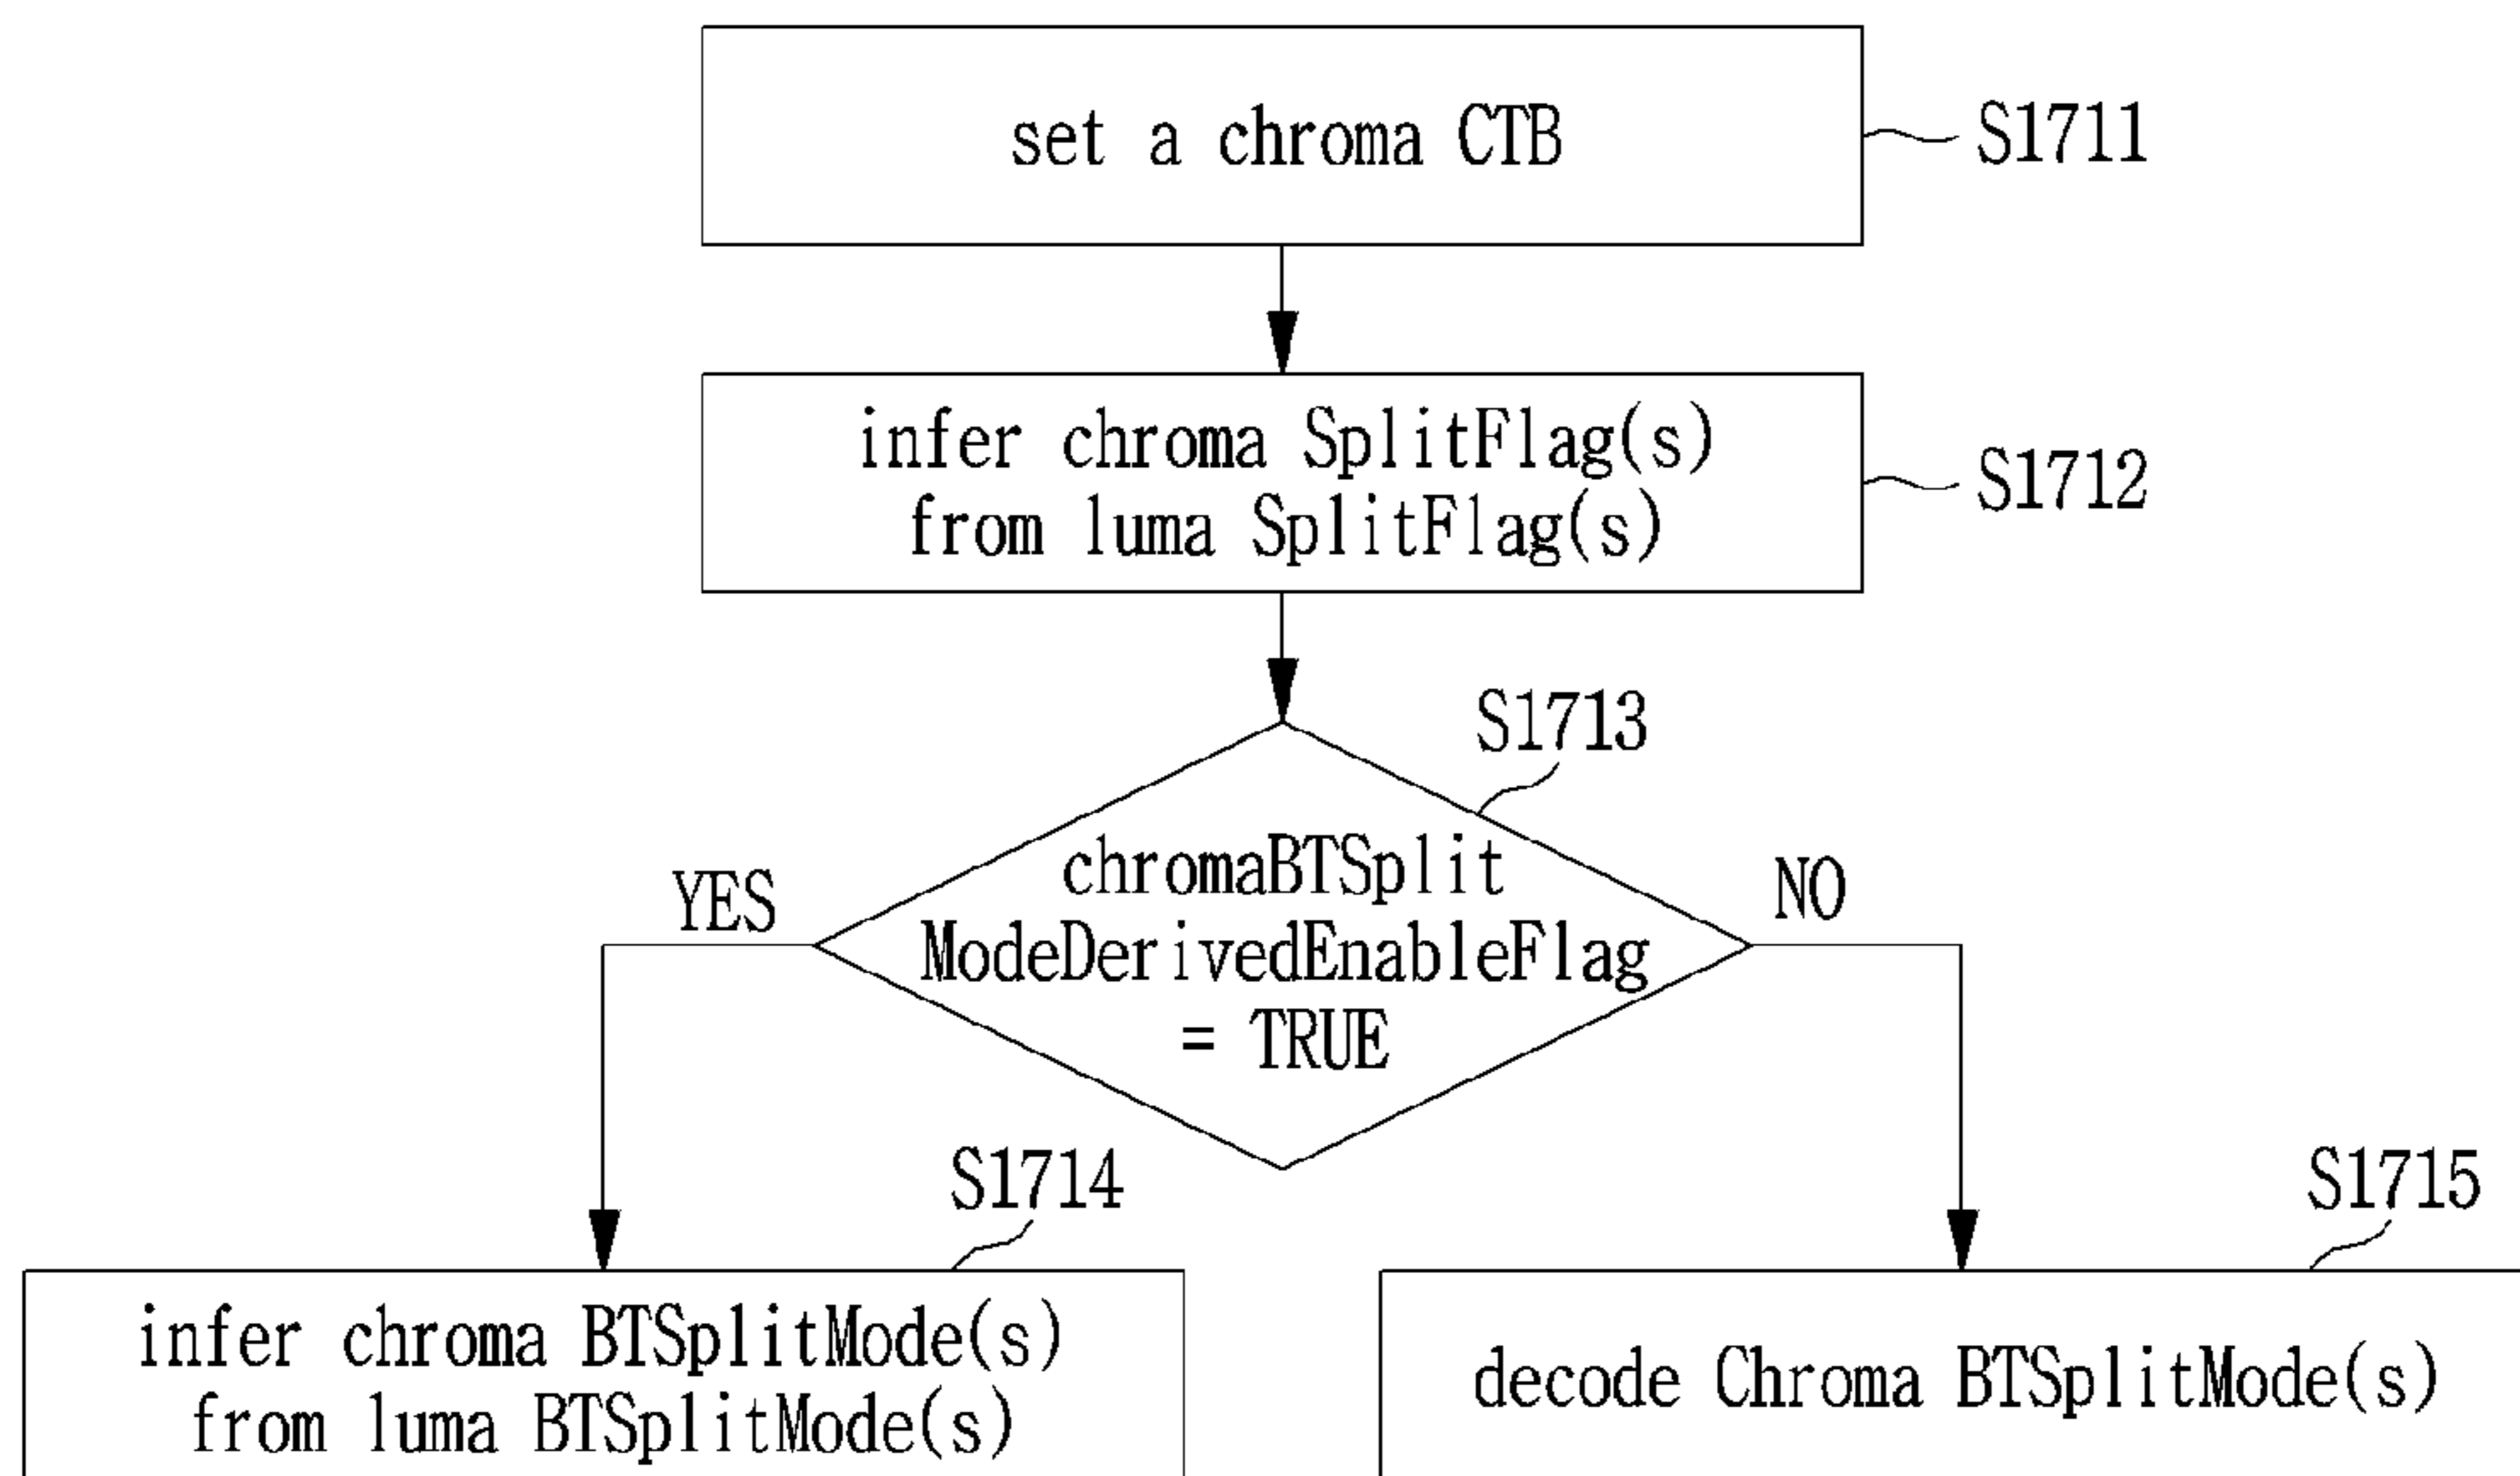 set a chroma CTB
S1711
infer chroma SplitFlag(s)
from luma SplitFlag(s)
S1712
S1713
chromaBTSplit
ModeDerivedEnableFlag
= TRUE
YES
NO
S1714
infer chroma BTSplitMode(s)
from luma BTSplitMode(s)
S1715
decode Chroma BTSplitMode(s)